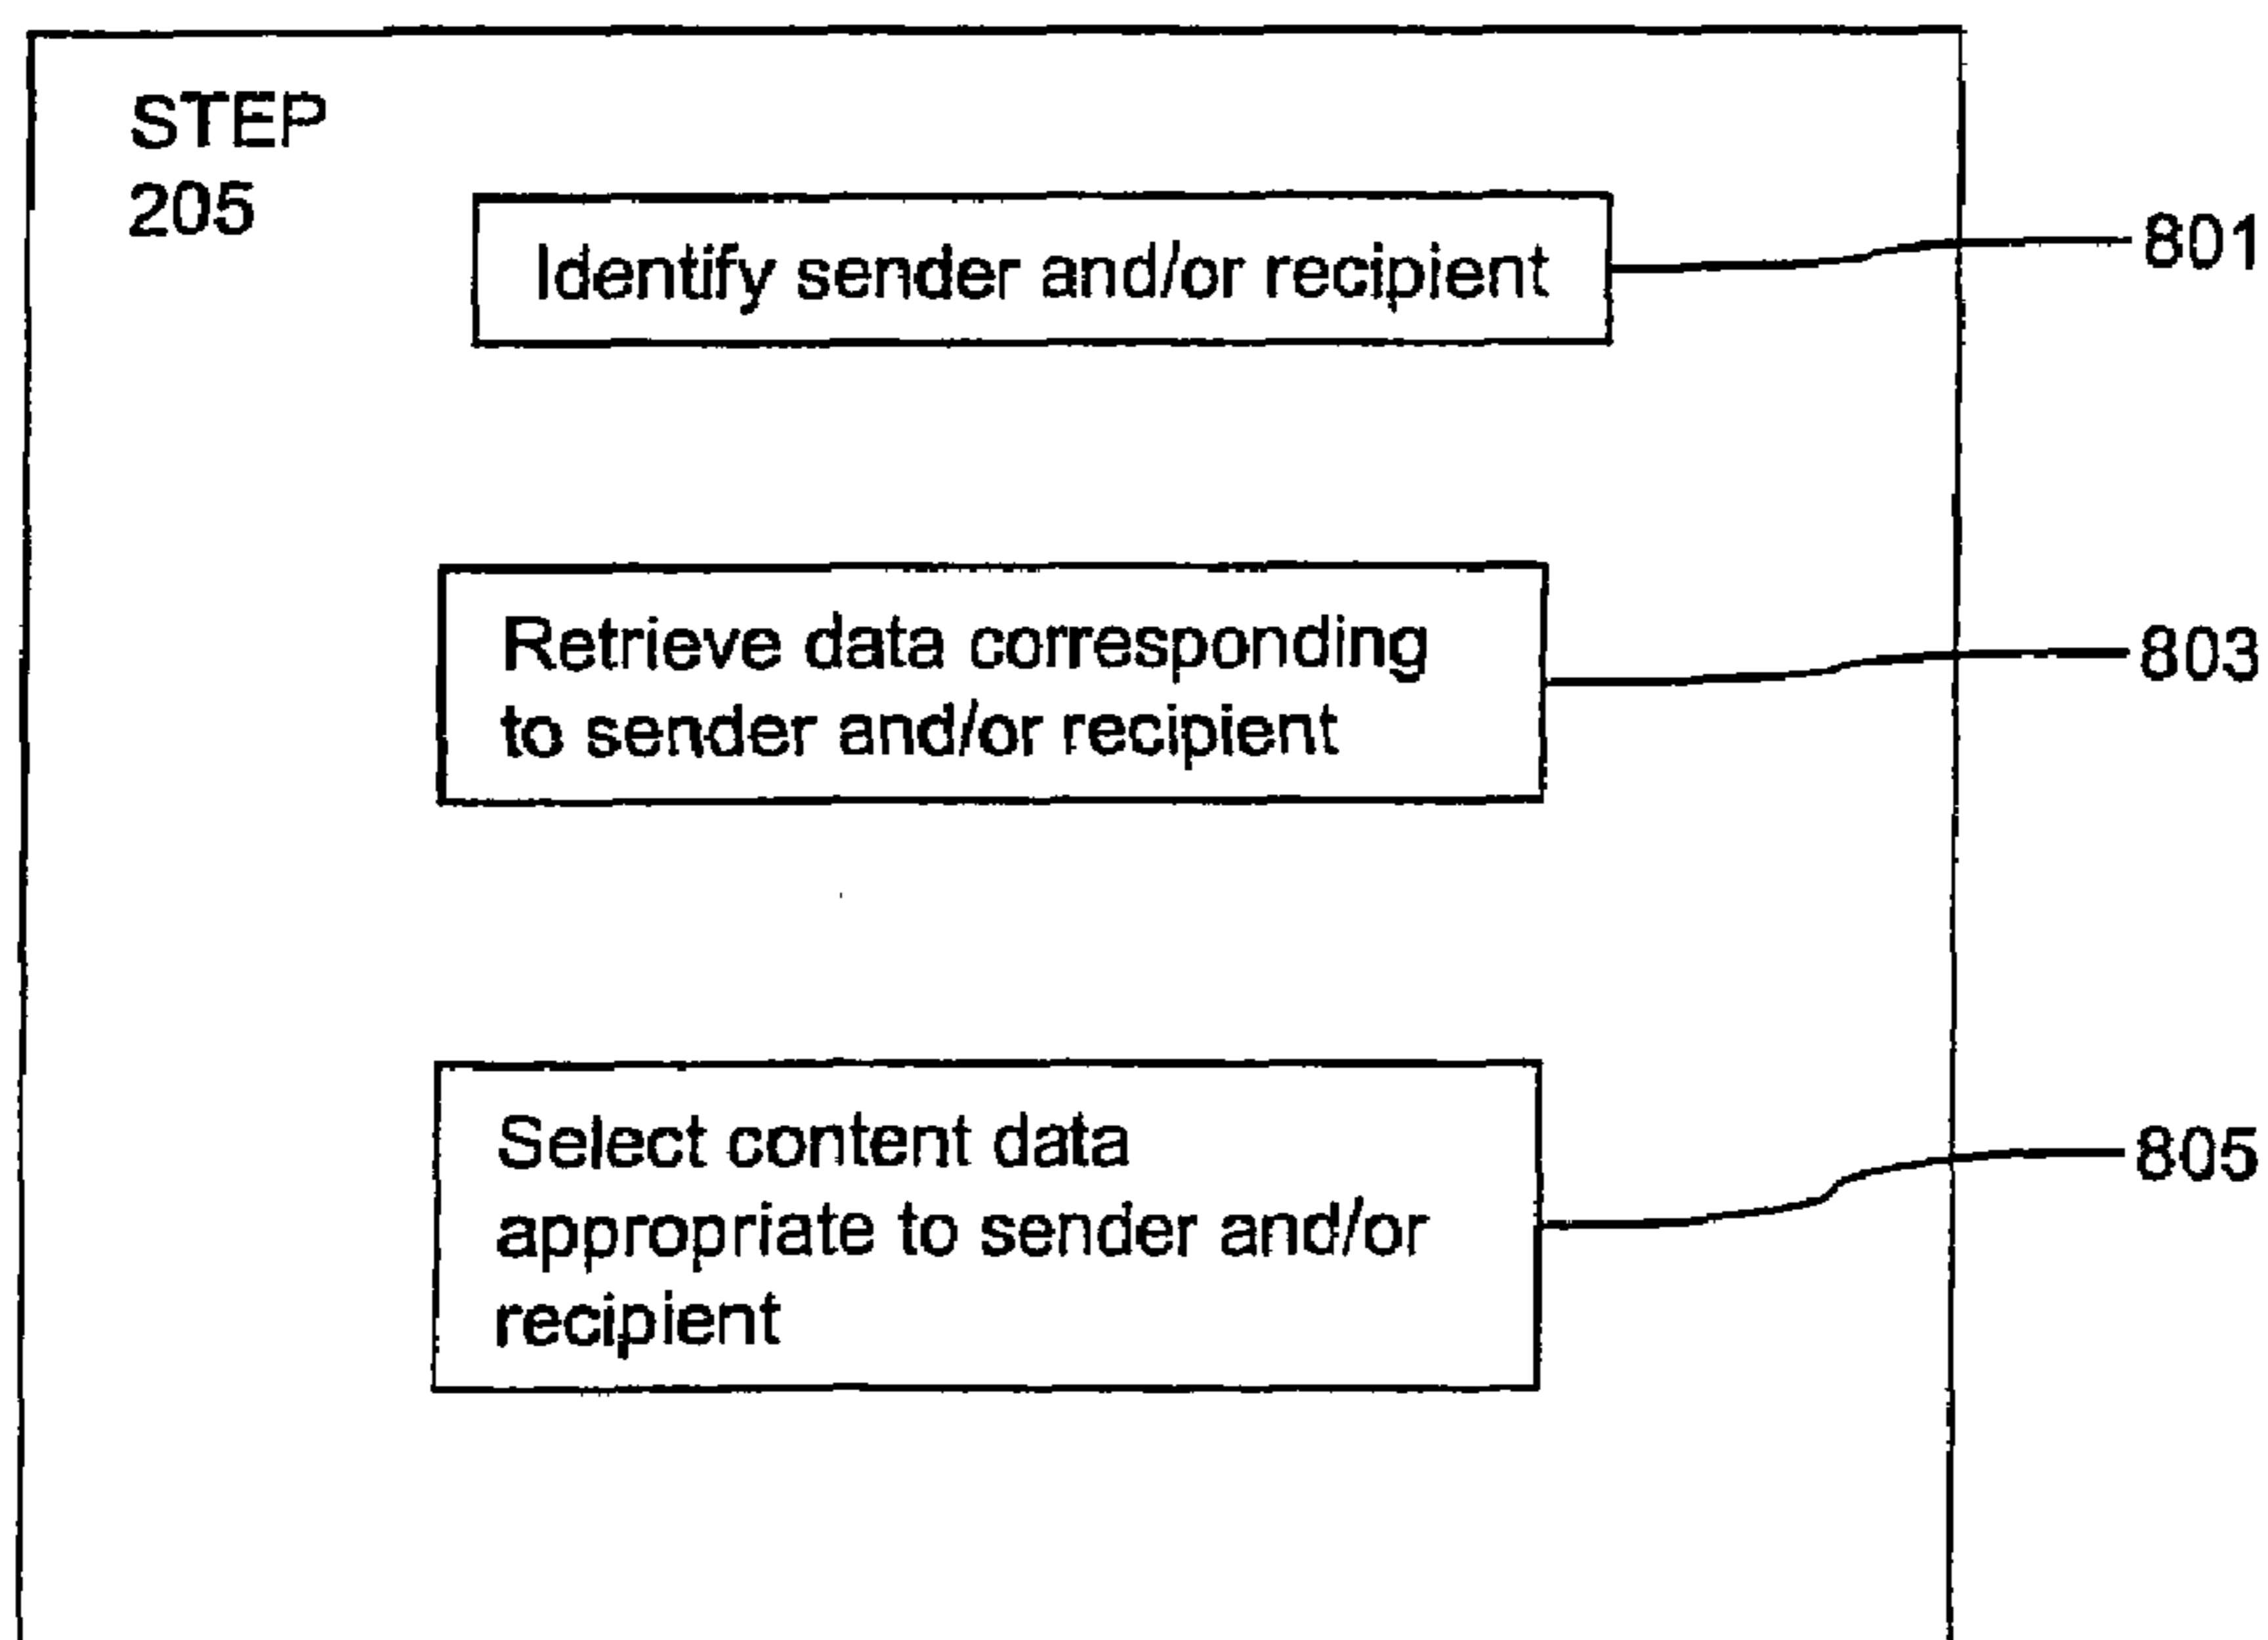 STEP
205
Identify sender and/or recipient
801
Retrieve data corresponding
to sender and/or recipient
803
Select content data
appropriate to sender and/or
recipient
805